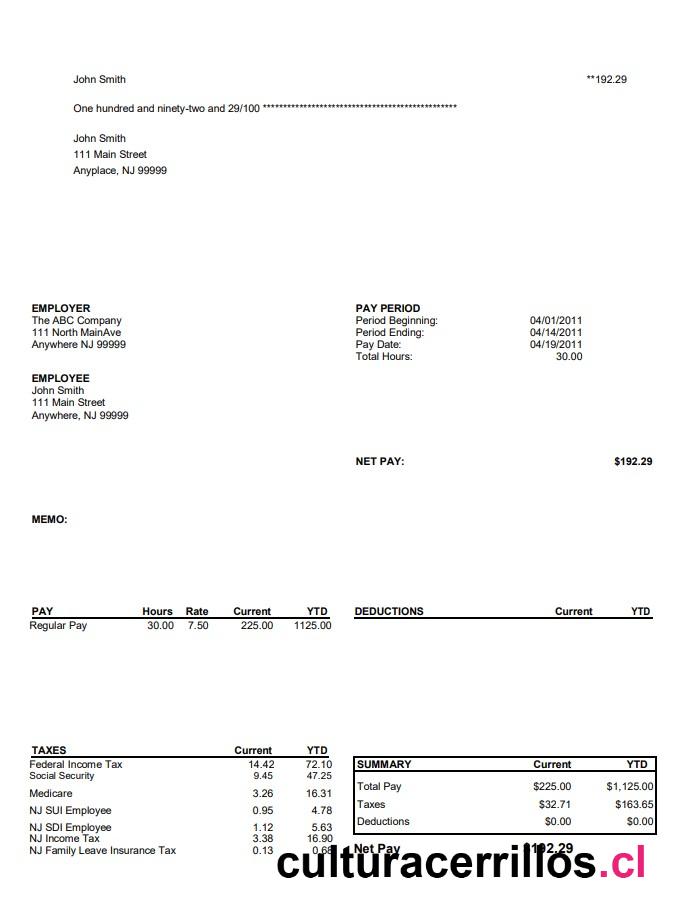 John Smith **192.29
One hundred and ninety-two and 29/100 ************************************************
John Smith
111 Main Street
Anyplace, NJ 99999
EMPLOYER
The ABC Company
111 North MainAve
Anywhere NJ 99999
PAY PERIOD
Period Beginning: 04/01/2011
Period Ending: 04/14/2011
Pay Date: 04/19/2011
Total Hours: 30.00
EMPLOYEE
John Smith
111 Main Street
Anywhere, NJ 99999
NET PAY: $192.29
MEMO:
PAY Hours Rate Current YTD
Regular Pay 30.00 7.50 225.00 1125.00
DEDUCTIONS Current YTD
TAXES Current YTD
Federal Income Tax 14.42 72.10
Social Security 9.45 47.25
Medicare 3.26 16.31
NJ SUI Employee 0.95 4.78
NJ SDI Employee 1.12 5.63
NJ Income Tax 3.38 16.90
NJ Family Leave Insurance Tax 0.13 0.68
SUMMARY Current YTD
Total Pay $225.00 $1,125.00
Taxes $32.71 $163.65
Deductions $0.00 $0.00
Net Pay $192.29
culturacerrillos.cl